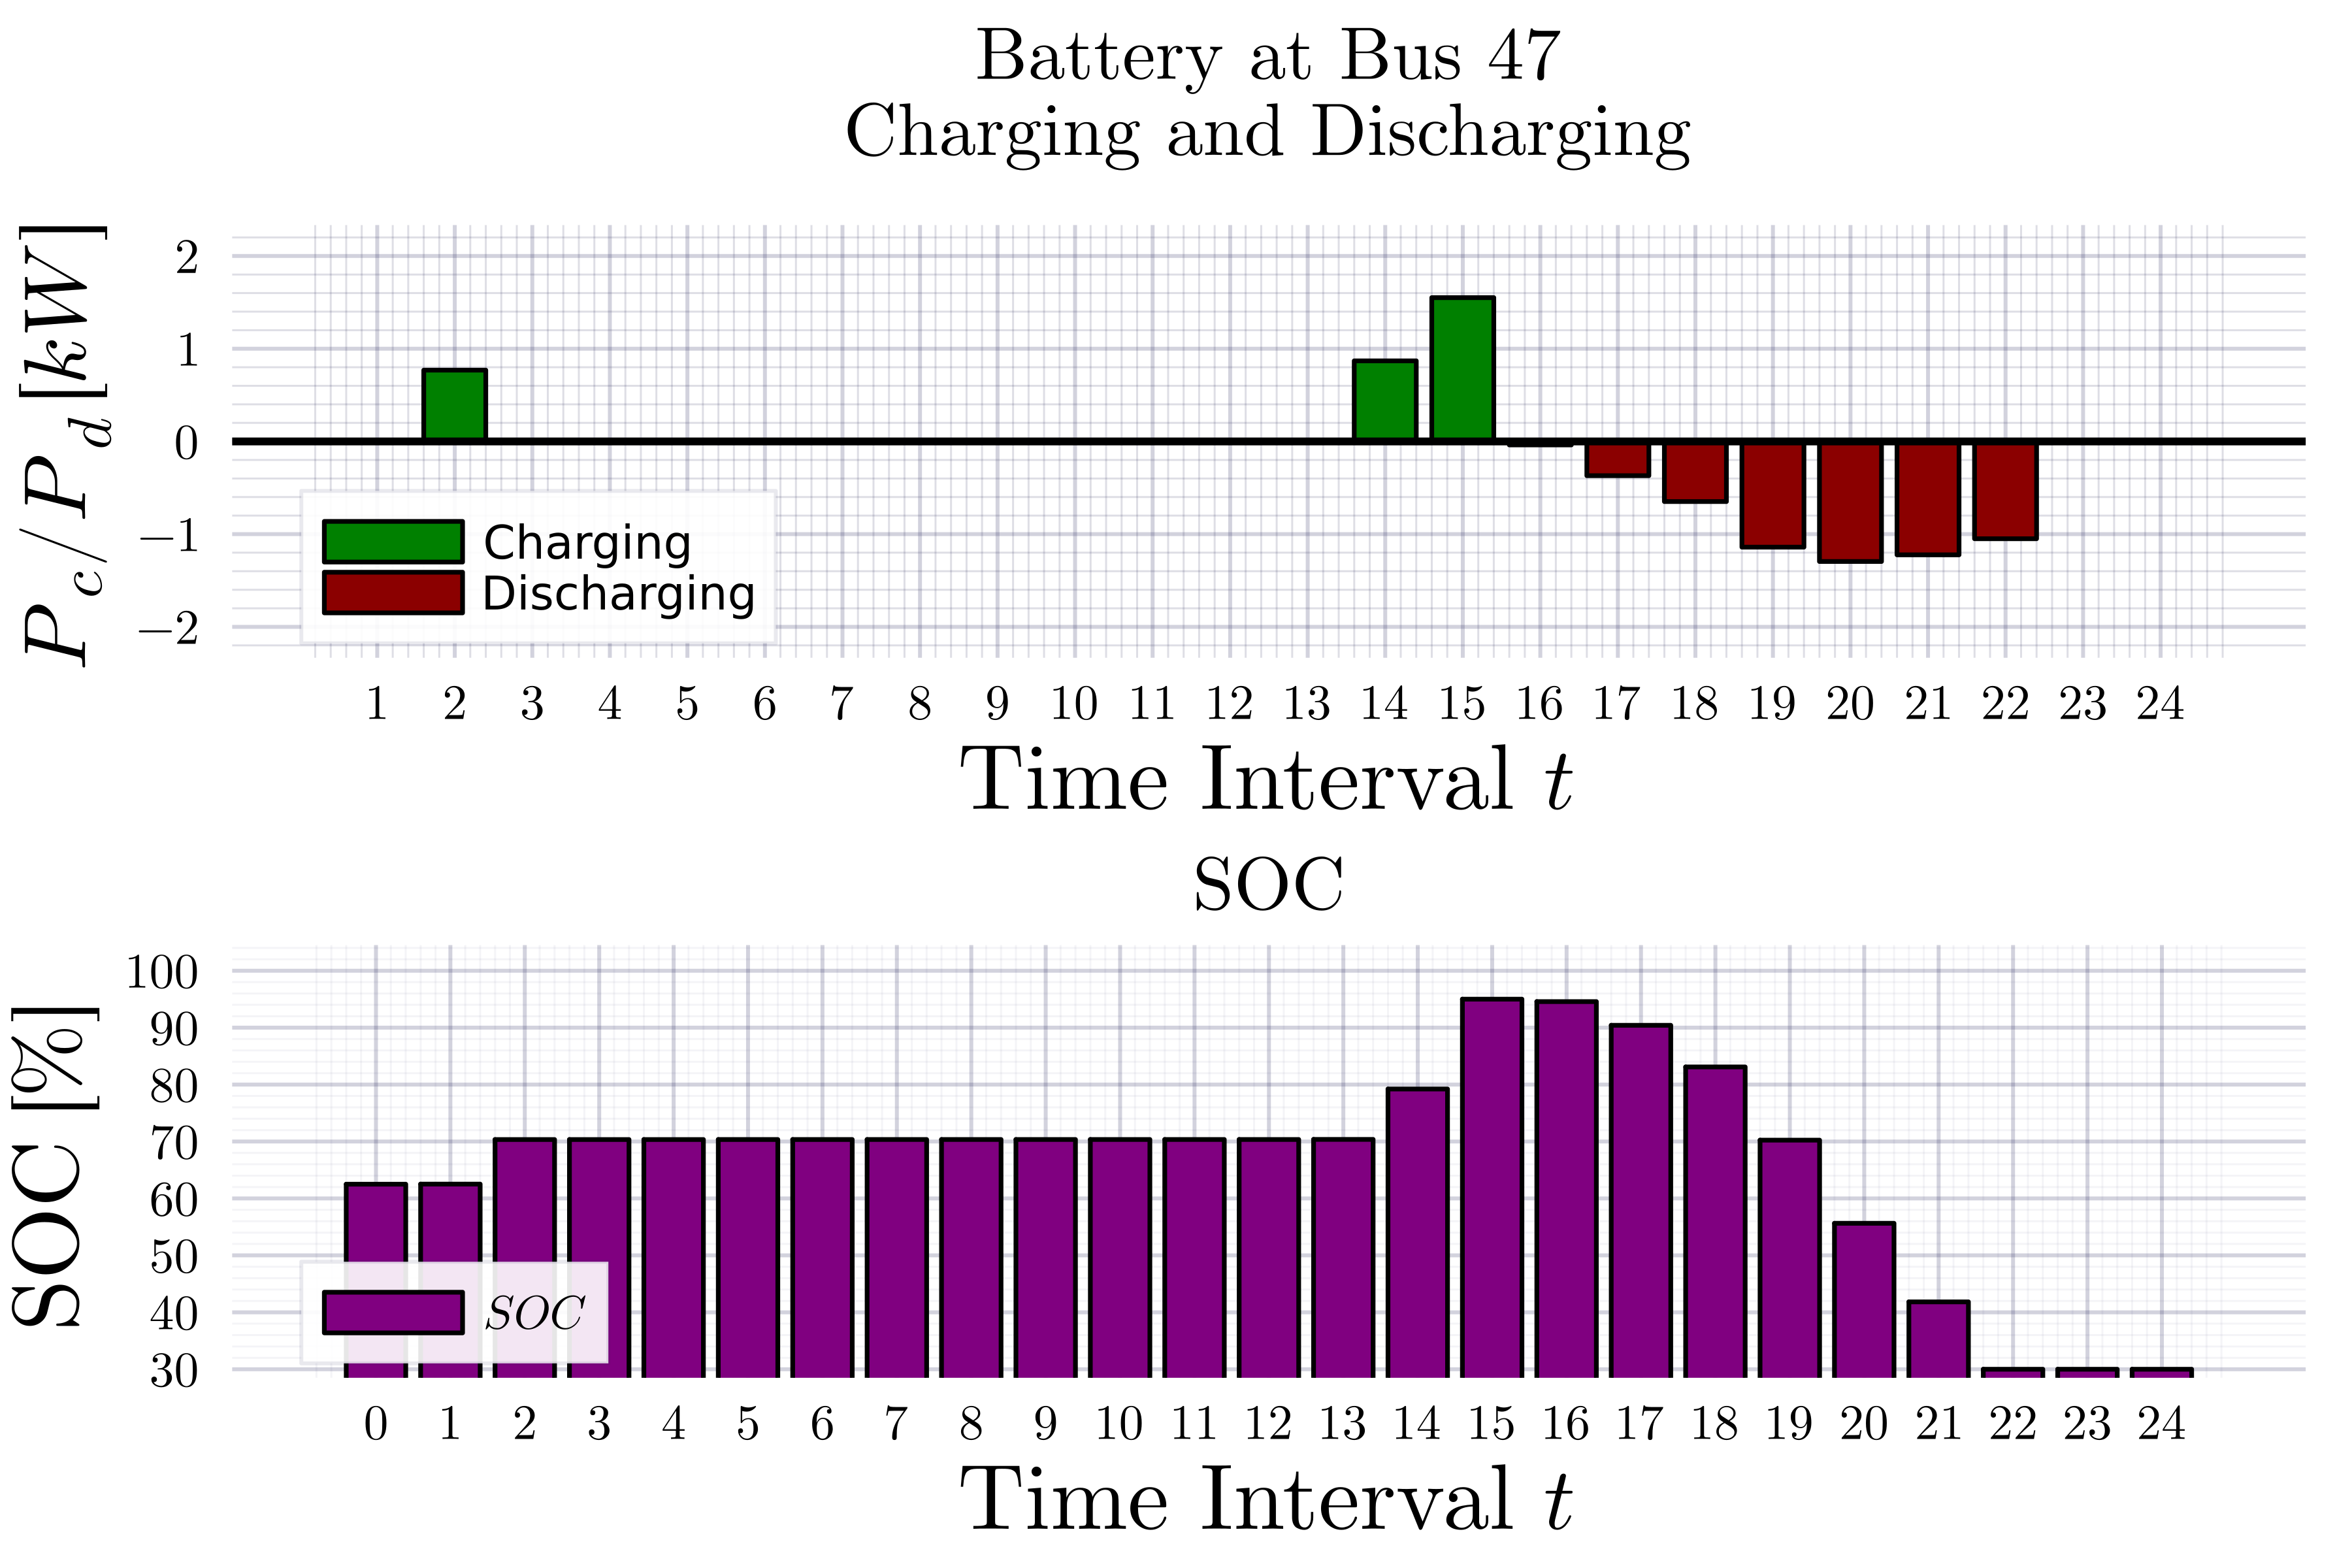 Battery at Bus 47
Charging and Discharging
P_c/P_d [kW]
2
1
0
−1
−2
Charging
Discharging
1 2 3 4 5 6 7 8 9 10 11 12 13 14 15 16 17 18 19 20 21 22 23 24
Time Interval t
SOC
SOC [%]
100
90
80
70
60
50
40
30
SOC
0 1 2 3 4 5 6 7 8 9 10 11 12 13 14 15 16 17 18 19 20 21 22 23 24
Time Interval t